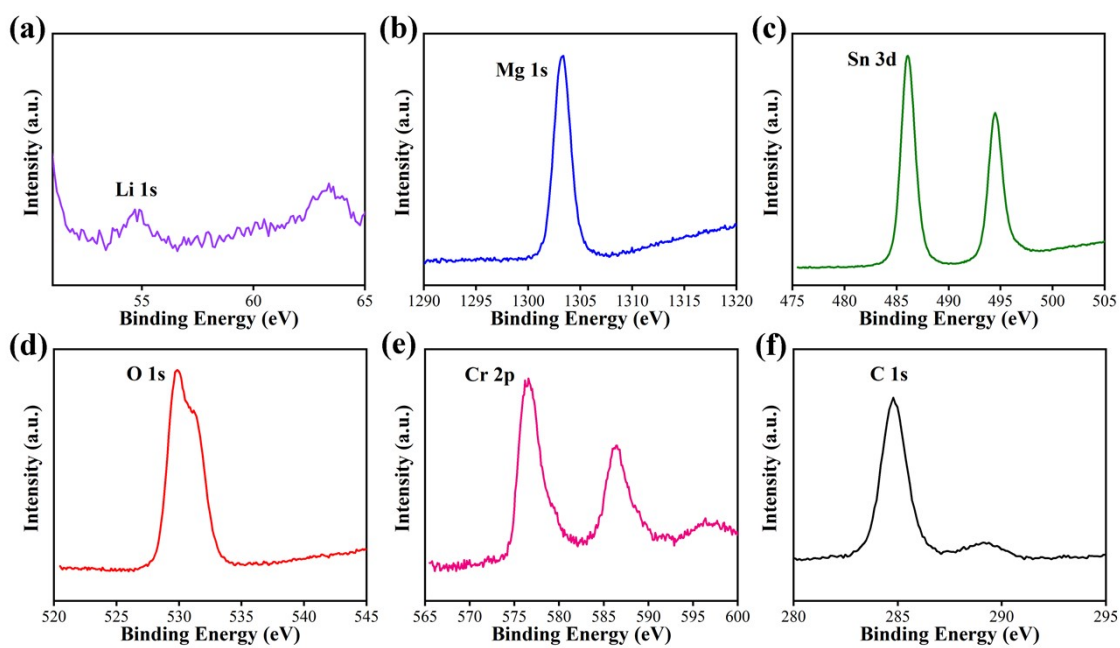 (a)
Li 1s
Intensity (a.u.)
55 60 65
Binding Energy (eV)
(b)
Mg 1s
Intensity (a.u.)
1290 1295 1300 1305 1310 1315 1320
Binding Energy (eV)
(c)
Sn 3d
Intensity (a.u.)
475 480 485 490 495 500 505
Binding Energy (eV)
(d)
O 1s
Intensity (a.u.)
520 525 530 535 540 545
Binding Energy (eV)
(e)
Cr 2p
Intensity (a.u.)
565 570 575 580 585 590 595 600
Binding Energy (eV)
(f)
C 1s
Intensity (a.u.)
280 285 290 295
Binding Energy (eV)